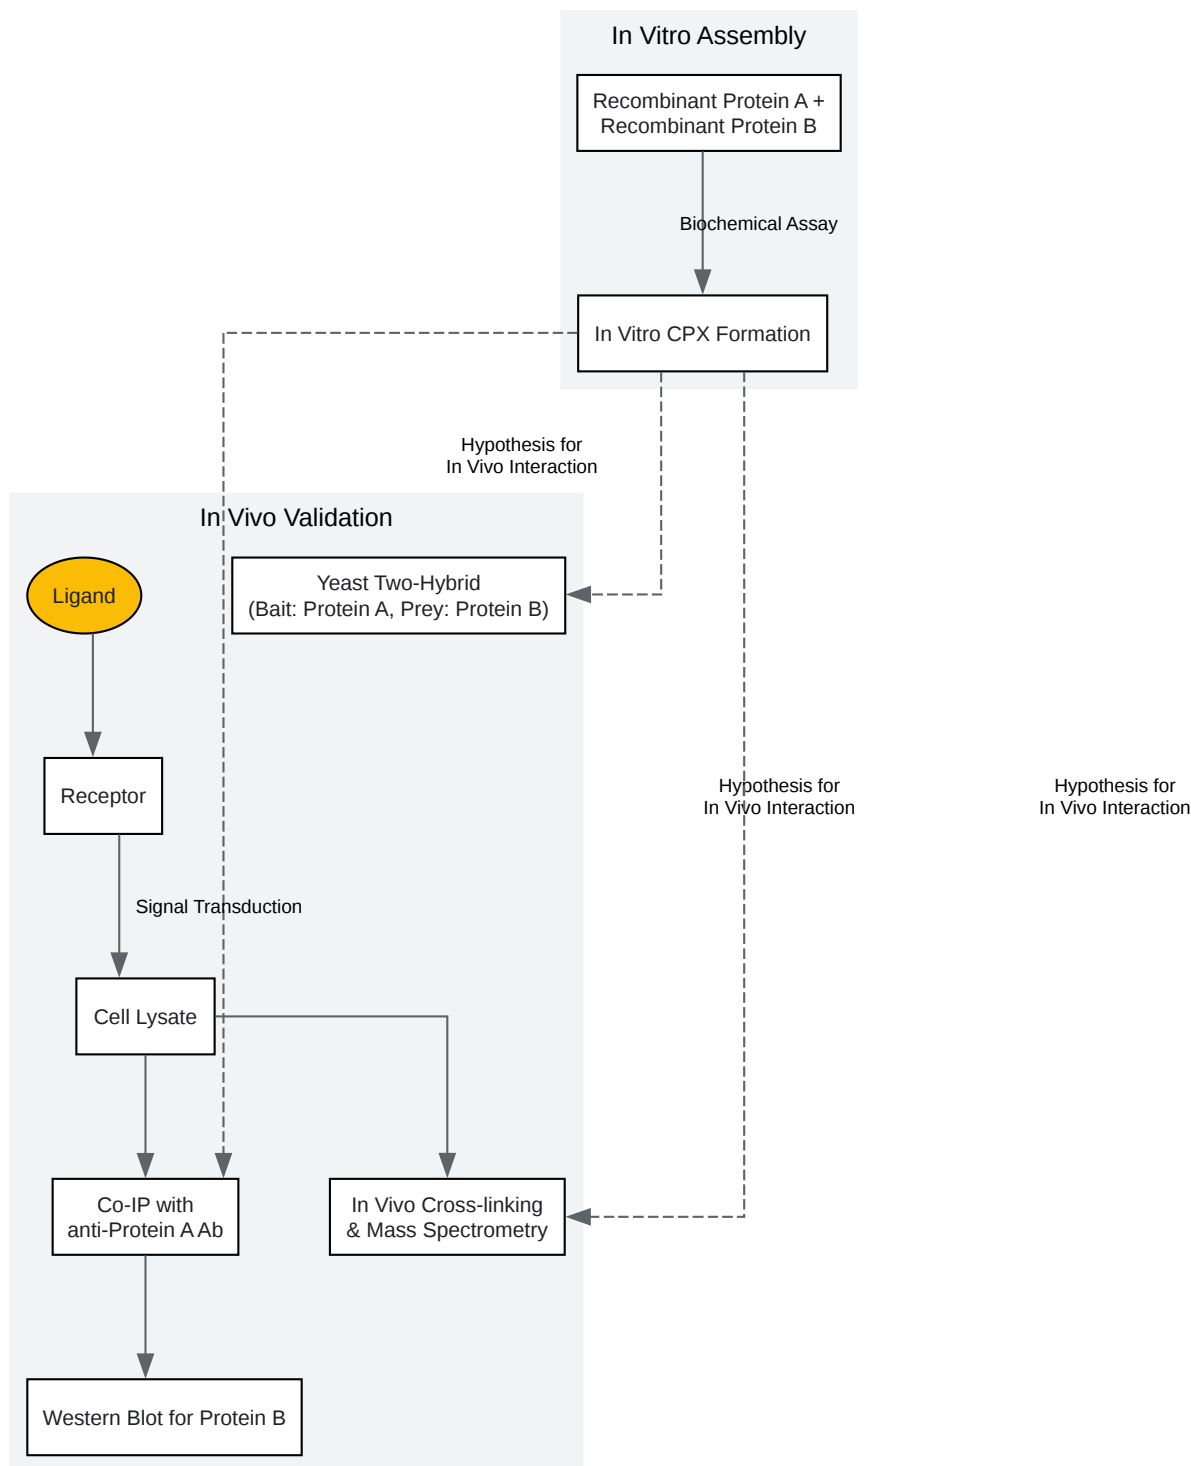 In Vitro Assembly
Recombinant Protein A +
Recombinant Protein B
Biochemical Assay
In Vitro CPX Formation
Hypothesis for
In Vivo Interaction
In Vivo Validation
Ligand
Yeast Two-Hybrid
(Bait: Protein A, Prey: Protein B)
Receptor
Hypothesis for
In Vivo Interaction
Hypothesis for
In Vivo Interaction
Signal Transduction
Cell Lysate
Co-IP with
anti-Protein A Ab
In Vivo Cross-linking
& Mass Spectrometry
Western Blot for Protein B